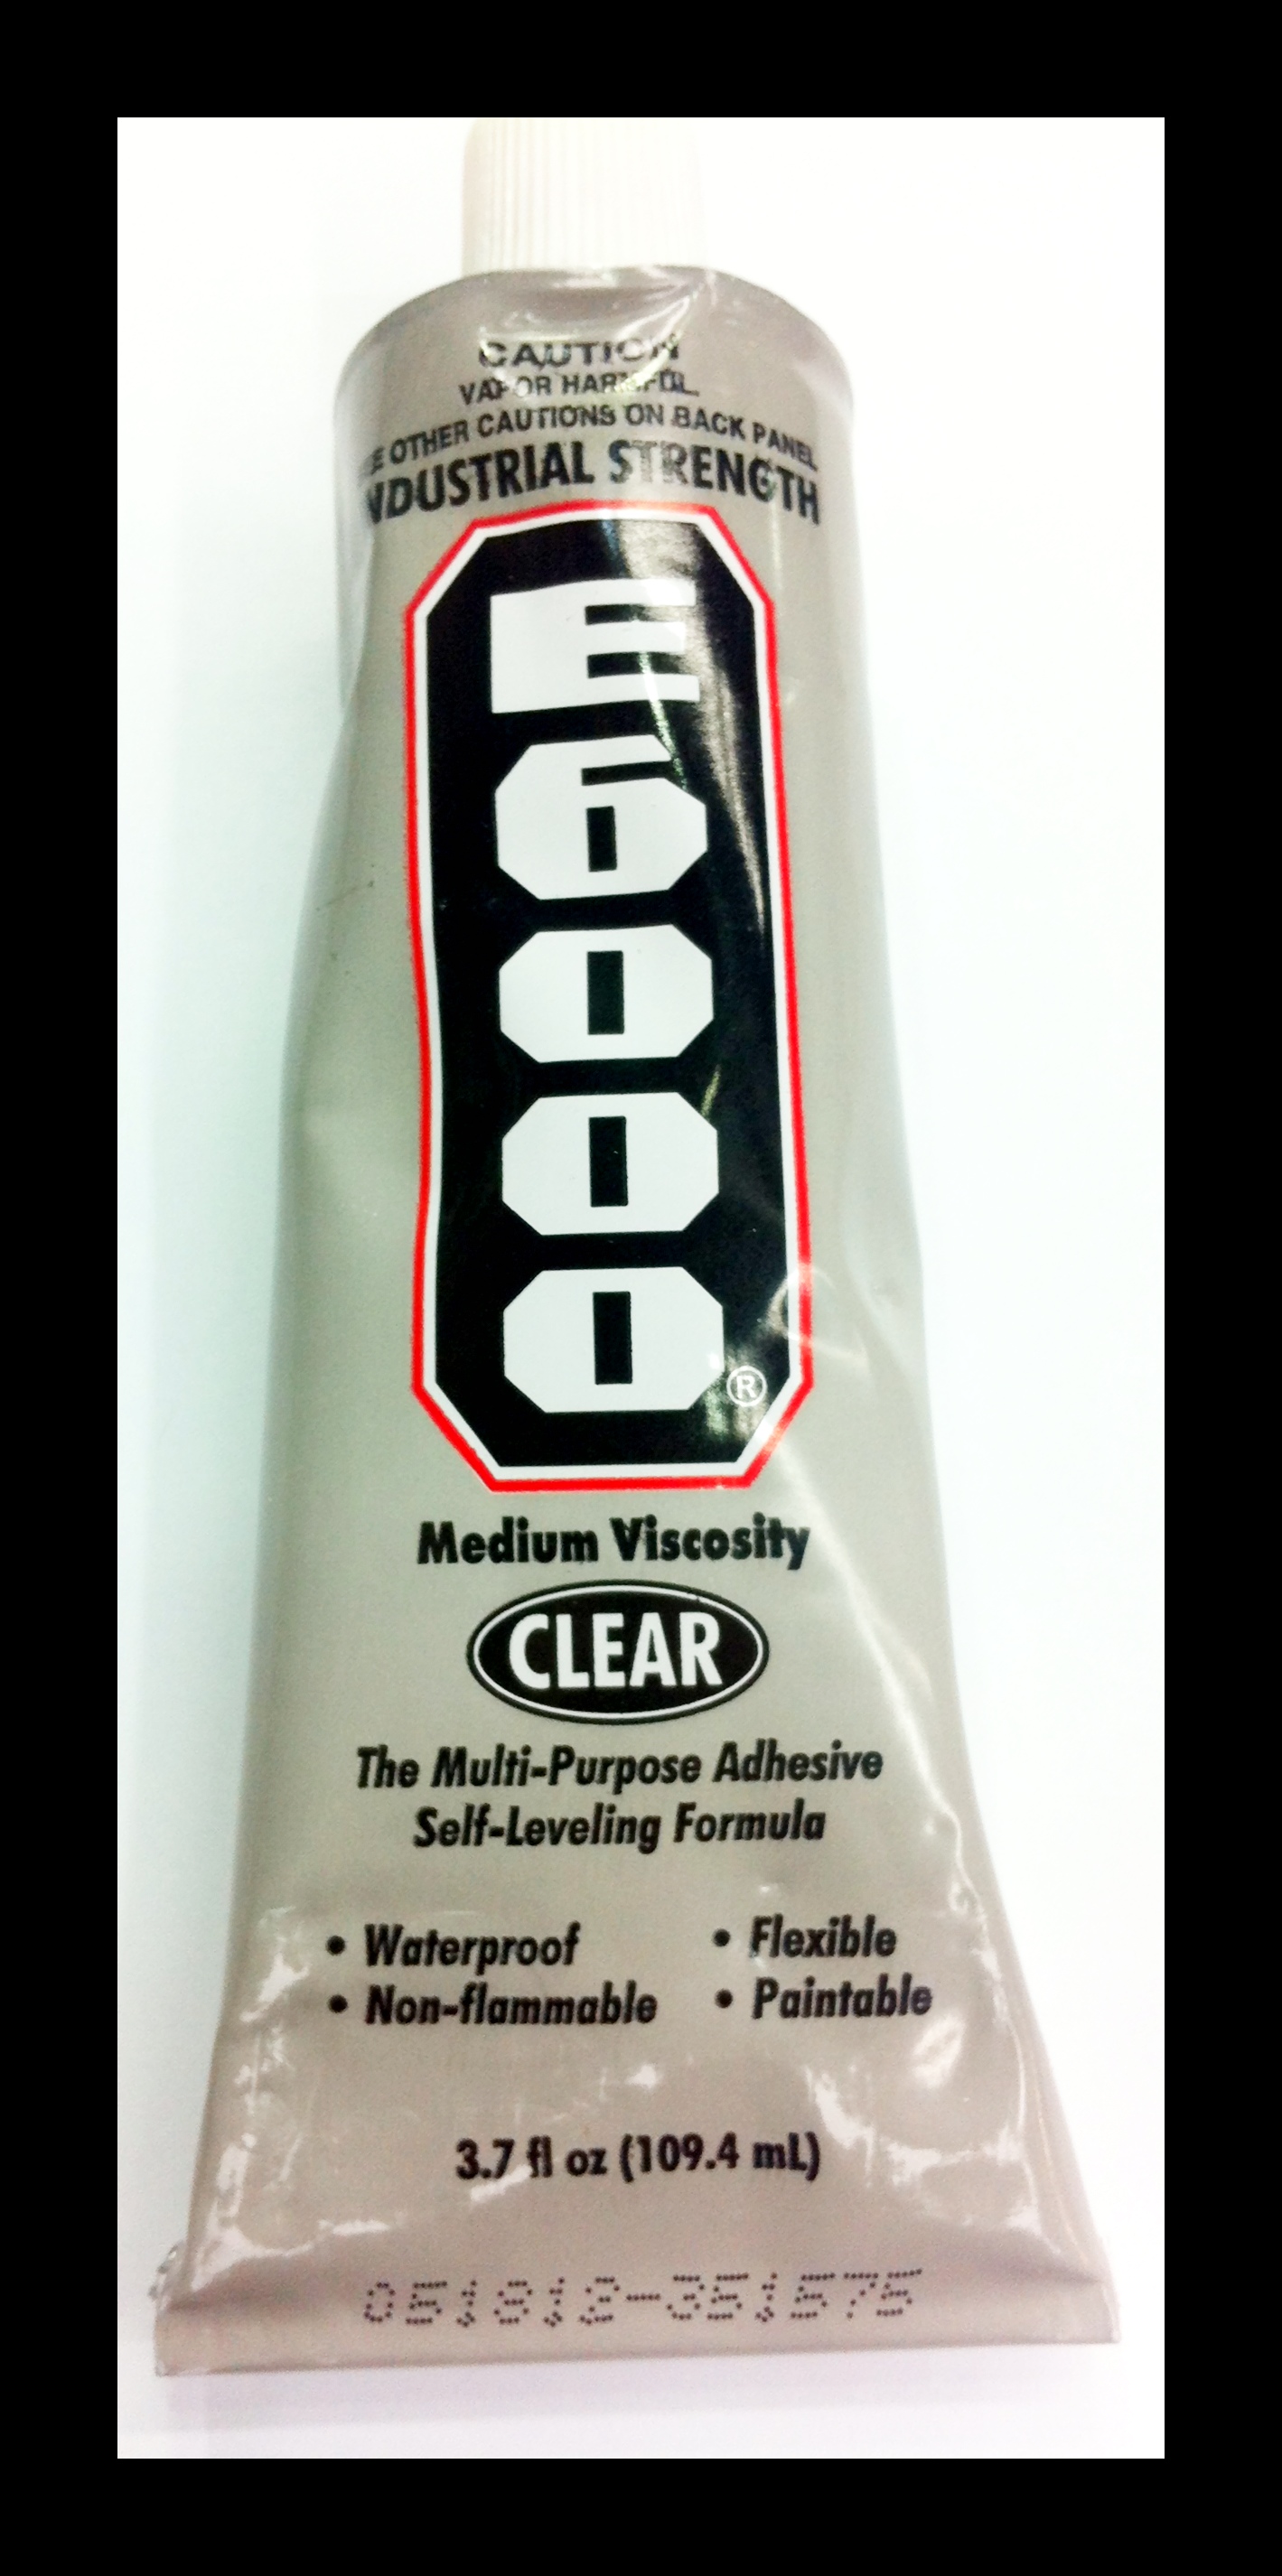 CAUTION
VAPOR HARMFUL
E OTHER CAUTIONS ON BACK PANEL
NDUSTRIAL STRENGTH
E6000®
Medium Viscosity
CLEAR
The Multi-Purpose Adhesive
Self-Leveling Formula
• Waterproof • Flexible
• Non-flammable • Paintable
3.7 fl oz (109.4 mL)
051812-351575